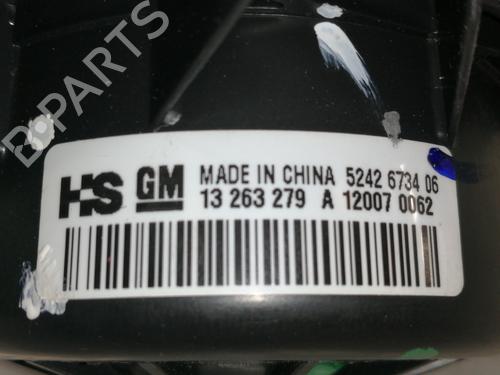 B-PARTS
HS GM MADE IN CHINA 5242 6734 06
13 263 279 A 12007 0062